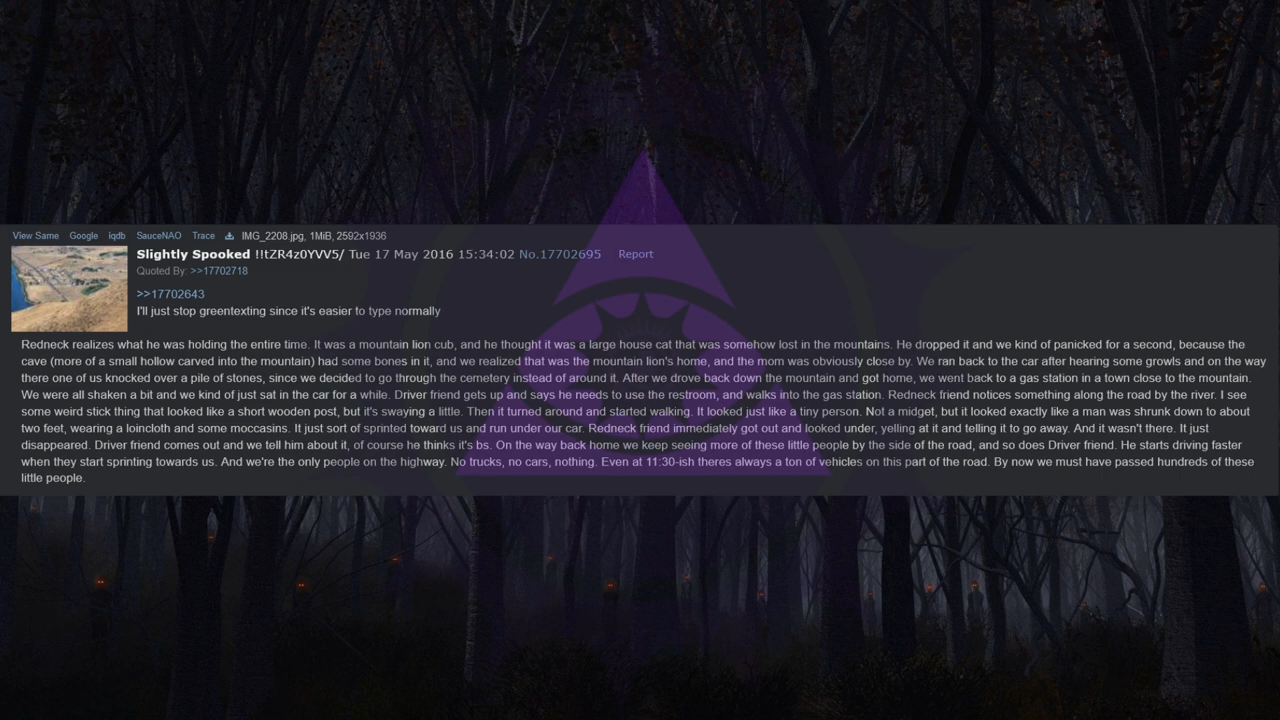 View Same Google iqdb SauceNAO Trace IMG_2208.jpg, 1MiB, 2592x1936
Slightly Spooked !!tZR4z0YVV5/ Tue 17 May 2016 15:34:02 No.17702695 Report
Quoted By: >>17702718
>>17702643
I'll just stop greentexting since it's easier to type normally
Redneck realizes what he was holding the entire time. It was a mountain lion cub, and he thought it was a large house cat that was somehow lost in the mountains. He dropped it and we kind of panicked for a second, because the
cave (more of a small hollow carved into the mountain) had some bones in it, and we realized that was the mountain lion's home, and the mom was obviously close by. We ran back to the car after hearing some growls and on the way
there one of us knocked over a pile of stones, since we decided to go through the cemetery instead of around it. After we drove back down the mountain and got home, we went back to a gas station in a town close to the mountain.
We were all shaken a bit and we kind of just sat in the car for a while. Driver friend gets up and says he needs to use the restroom, and walks into the gas station. Redneck friend notices something along the road by the river. I see
some weird stick thing that looked like a short wooden post, but it's swaying a little. Then it turned around and started walking. It looked just like a tiny person. Not a midget, but it looked exactly like a man was shrunk down to about
two feet, wearing a loincloth and some moccasins. It just sort of sprinted toward us and run under our car. Redneck friend immediately got out and looked under, yelling at it and telling it to go away. And it wasn't there. It just
disappeared. Driver friend comes out and we tell him about it, of course he thinks it's bs. On the way back home we keep seeing more of these little people by the side of the road, and so does Driver friend. He starts driving faster
when they start sprinting towards us. And we're the only people on the highway. No trucks, no cars, nothing. Even at 11:30-ish theres always a ton of vehicles on this part of the road. By now we must have passed hundreds of these
little people.